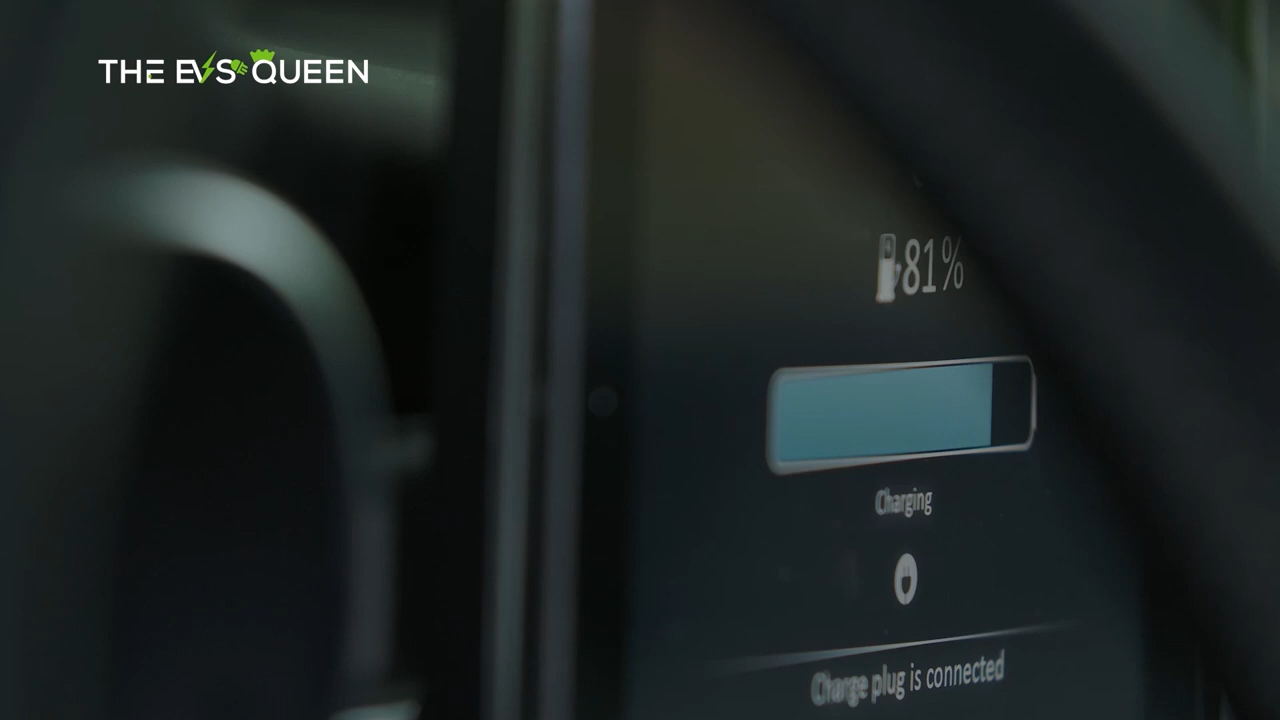 THE EVS QUEEN
81%
Charging
Charge plug is connected